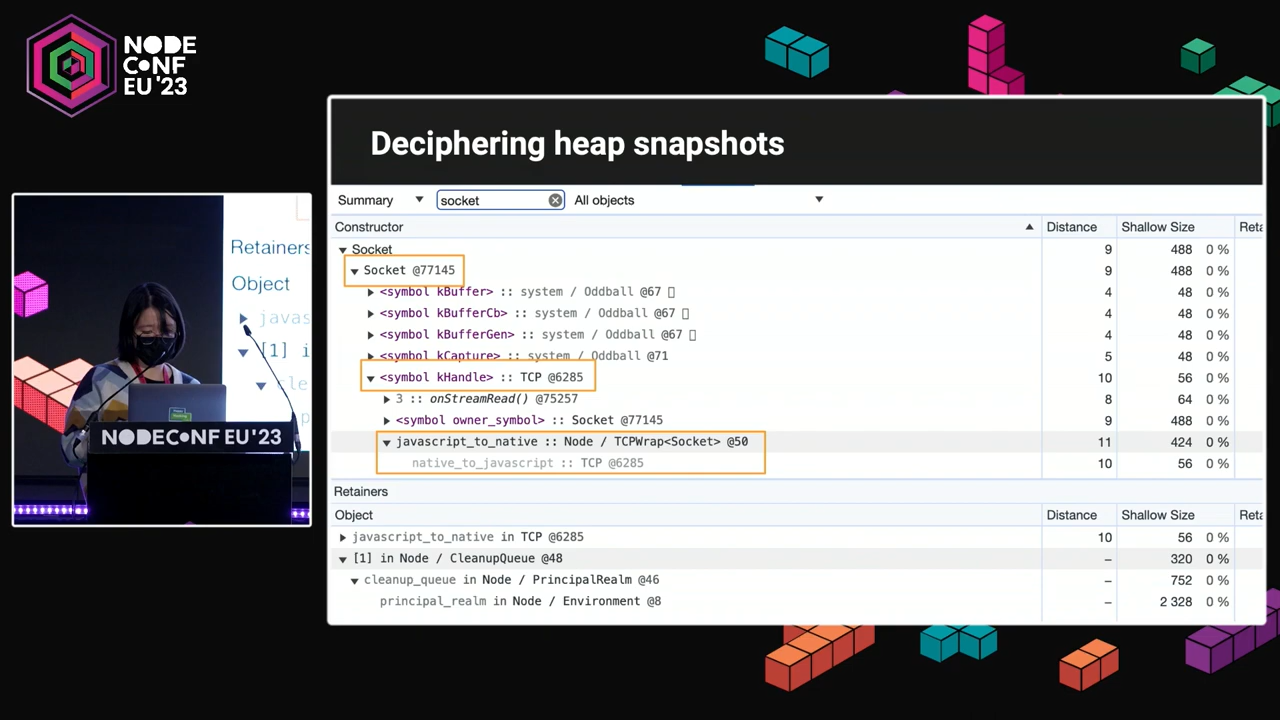 NODE
CONF
EU'23
Deciphering heap snapshots
Summary socket All objects
Constructor Distance Shallow Size Reta
Socket 9 488 0 %
Socket @77145 9 488 0 %
<symbol kBuffer> :: system / Oddball @67 4 48 0 %
<symbol kBufferCb> :: system / Oddball @67 4 48 0 %
<symbol kBufferGen> :: system / Oddball @67 4 48 0 %
<symbol kCapture> :: system / Oddball @71 5 48 0 %
<symbol kHandle> :: TCP @6285 10 56 0 %
3 :: onStreamRead() @75257 8 64 0 %
<symbol owner_symbol> :: Socket @77145 9 488 0 %
javascript_to_native :: Node / TCPWrap<Socket> @50 11 424 0 %
native_to_javascript :: TCP @6285 10 56 0 %
Retainers
Object Distance Shallow Size Reta
javascript_to_native in TCP @6285 10 56 0 %
[1] in Node / CleanupQueue @48 – 320 0 %
cleanup_queue in Node / PrincipalRealm @46 – 752 0 %
principal_realm in Node / Environment @8 – 2 328 0 %
Retainers
Object
javas
[1] i
cle
NODECONF EU'23